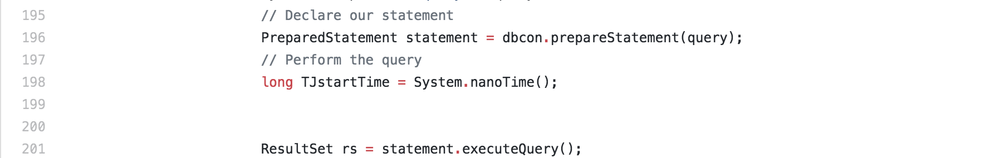 195 // Declare our statement
196 PreparedStatement statement = dbcon.prepareStatement(query);
197 // Perform the query
198 long TJstartTime = System.nanoTime();
199
200
201 ResultSet rs = statement.executeQuery();